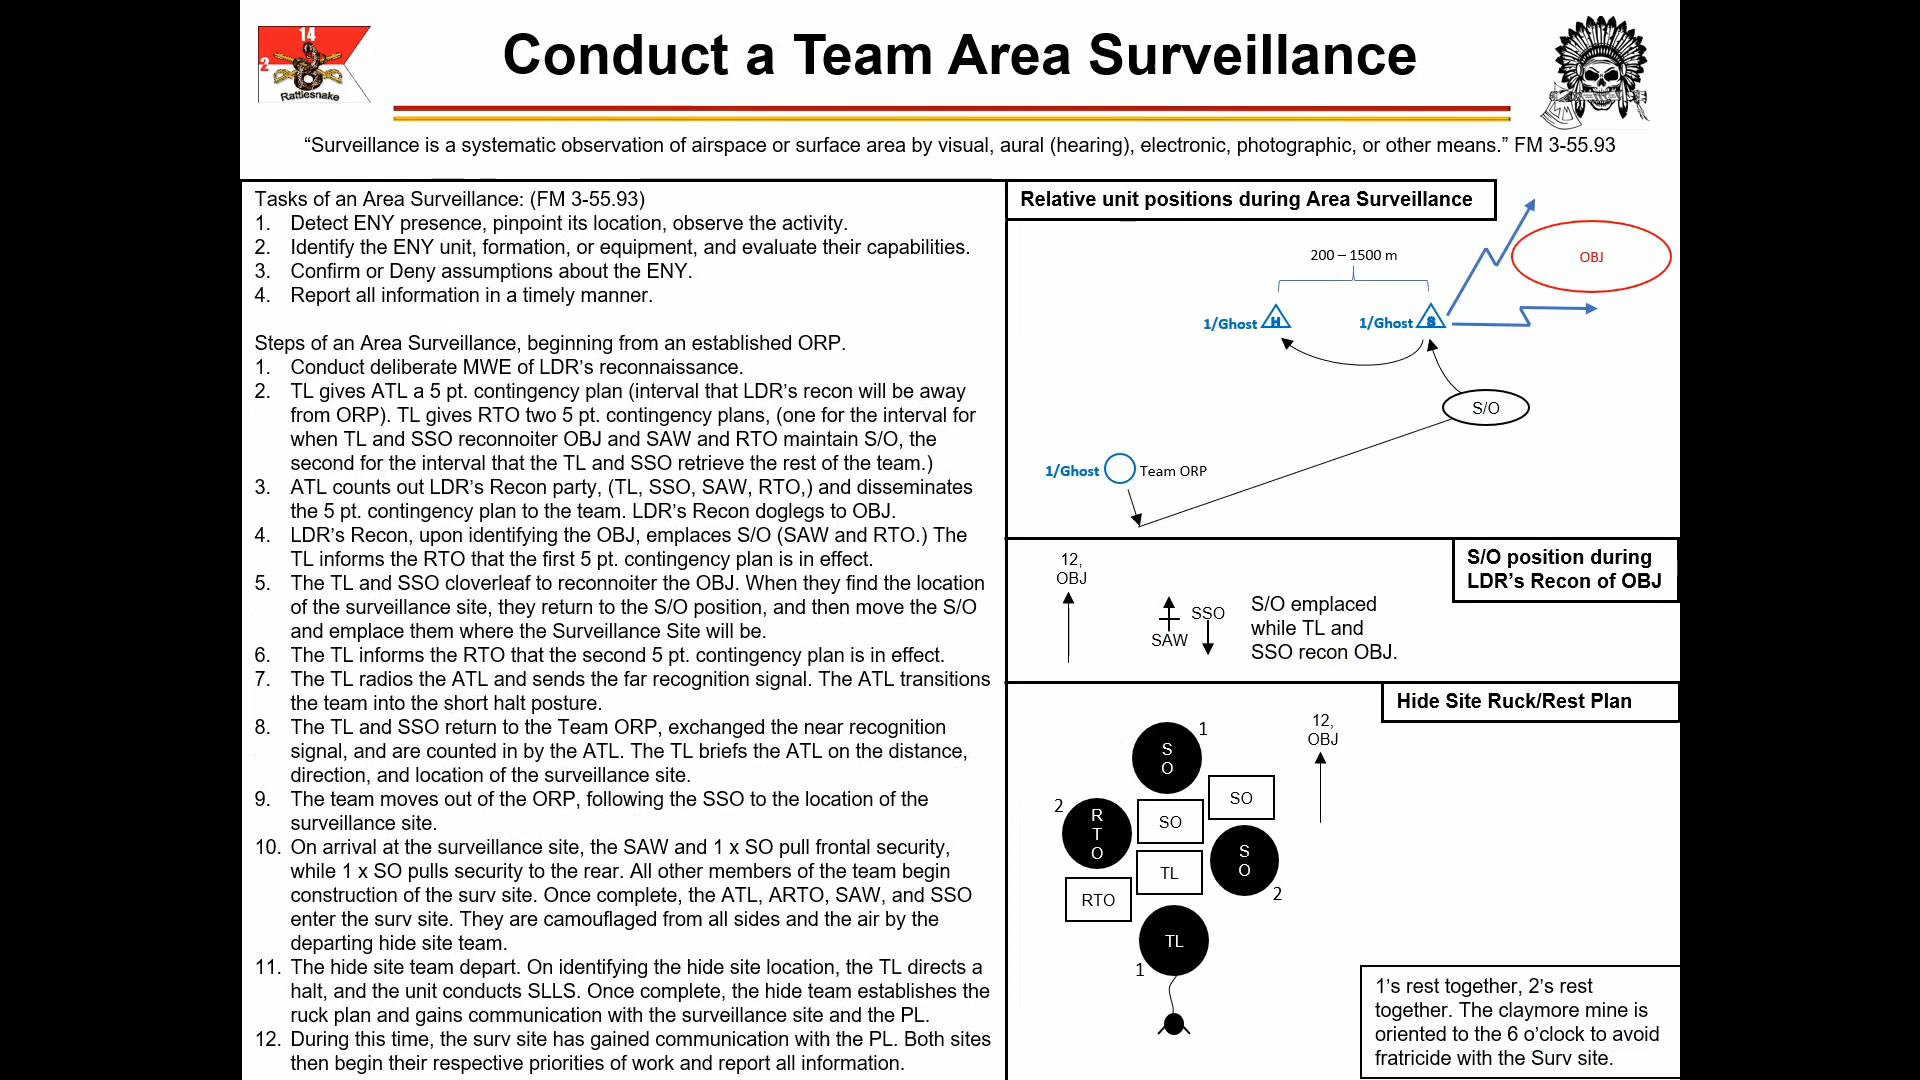 14
2
Rattlesnake
Conduct a Team Area Surveillance
“Surveillance is a systematic observation of airspace or surface area by visual, aural (hearing), electronic, photographic, or other means.” FM 3-55.93
Tasks of an Area Surveillance: (FM 3-55.93)
1. Detect ENY presence, pinpoint its location, observe the activity.
2. Identify the ENY unit, formation, or equipment, and evaluate their capabilities.
3. Confirm or Deny assumptions about the ENY.
4. Report all information in a timely manner.
Steps of an Area Surveillance, beginning from an established ORP.
1. Conduct deliberate MWE of LDR’s reconnaissance.
2. TL gives ATL a 5 pt. contingency plan (interval that LDR’s recon will be away
from ORP). TL gives RTO two 5 pt. contingency plans, (one for the interval for
when TL and SSO reconnoiter OBJ and SAW and RTO maintain S/O, the
second for the interval that the TL and SSO retrieve the rest of the team.)
3. ATL counts out LDR’s Recon party, (TL, SSO, SAW, RTO,) and disseminates
the 5 pt. contingency plan to the team. LDR’s Recon doglegs to OBJ.
4. LDR’s Recon, upon identifying the OBJ, emplaces S/O (SAW and RTO.) The
TL informs the RTO that the first 5 pt. contingency plan is in effect.
5. The TL and SSO cloverleaf to reconnoiter the OBJ. When they find the location
of the surveillance site, they return to the S/O position, and then move the S/O
and emplace them where the Surveillance Site will be.
6. The TL informs the RTO that the second 5 pt. contingency plan is in effect.
7. The TL radios the ATL and sends the far recognition signal. The ATL transitions
the team into the short halt posture.
8. The TL and SSO return to the Team ORP, exchanged the near recognition
signal, and are counted in by the ATL. The TL briefs the ATL on the distance,
direction, and location of the surveillance site.
9. The team moves out of the ORP, following the SSO to the location of the
surveillance site.
10. On arrival at the surveillance site, the SAW and 1 x SO pull frontal security,
while 1 x SO pulls security to the rear. All other members of the team begin
construction of the surv site. Once complete, the ATL, ARTO, SAW, and SSO
enter the surv site. They are camouflaged from all sides and the air by the
departing hide site team.
11. The hide site team depart. On identifying the hide site location, the TL directs a
halt, and the unit conducts SLLS. Once complete, the hide team establishes the
ruck plan and gains communication with the surveillance site and the PL.
12. During this time, the surv site has gained communication with the PL. Both sites
then begin their respective priorities of work and report all information.
Relative unit positions during Area Surveillance
200 – 1500 m
OBJ
1/Ghost H
1/Ghost S
S/O
1/Ghost
Team ORP
S/O position during
LDR’s Recon of OBJ
12,
OBJ
SAW
SSO
S/O emplaced
while TL and
SSO recon OBJ.
Hide Site Ruck/Rest Plan
12,
OBJ
1
S
O
SO
2
R
T
O
SO
TL
S
O
2
RTO
TL
1
1’s rest together, 2’s rest
together. The claymore mine is
oriented to the 6 o’clock to avoid
fratricide with the Surv site.